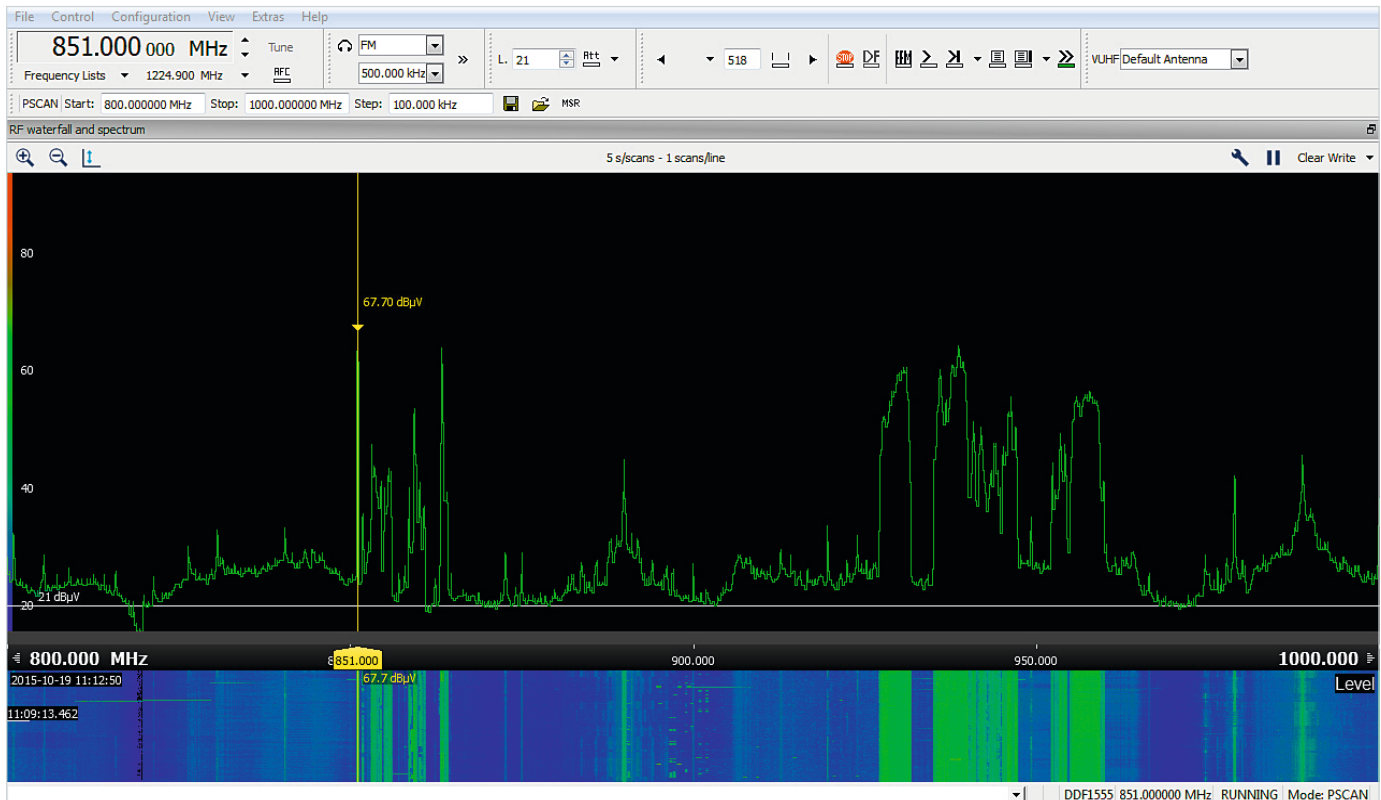 File Control Configuration View Extras Help
851.000 000 MHz Tune FM L. 21 Att 518 STOP DF VUHF Default Antenna
Frequency Lists 1224.900 MHz AFC 500.000 kHz
PSCAN Start: 800.000000 MHz Stop: 1000.000000 MHz Step: 100.000 kHz MSR
RF waterfall and spectrum
5 s/scans - 1 scans/line Clear Write
80
67.70 dBµV
60
40
21 dBµV
20
800.000 MHz 851.000 900.000 950.000 1000.000
2015-10-19 11:12:50 67.7 dBµV Level
11:09:13.462
DDF1555 851.000000 MHz RUNNING Mode: PSCAN